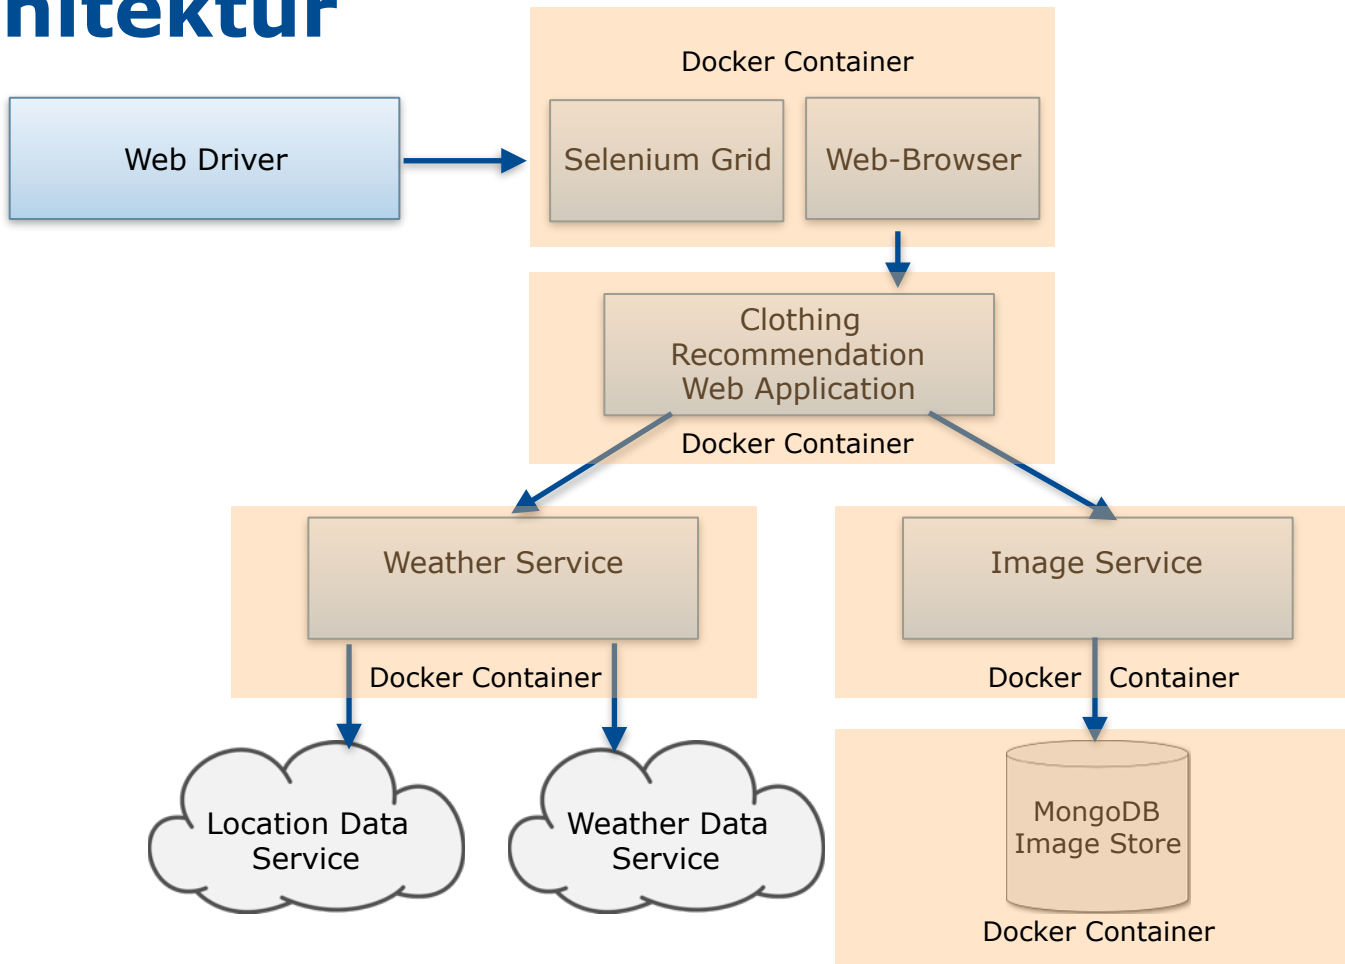 hitektur
Docker Container
Web Driver
Selenium Grid
Web-Browser
Clothing
Recommendation
Web Application
Docker Container
Weather Service
Image Service
Docker Container
Docker Container
Location Data
Service
Weather Data
Service
MongoDB
Image Store
Docker Container